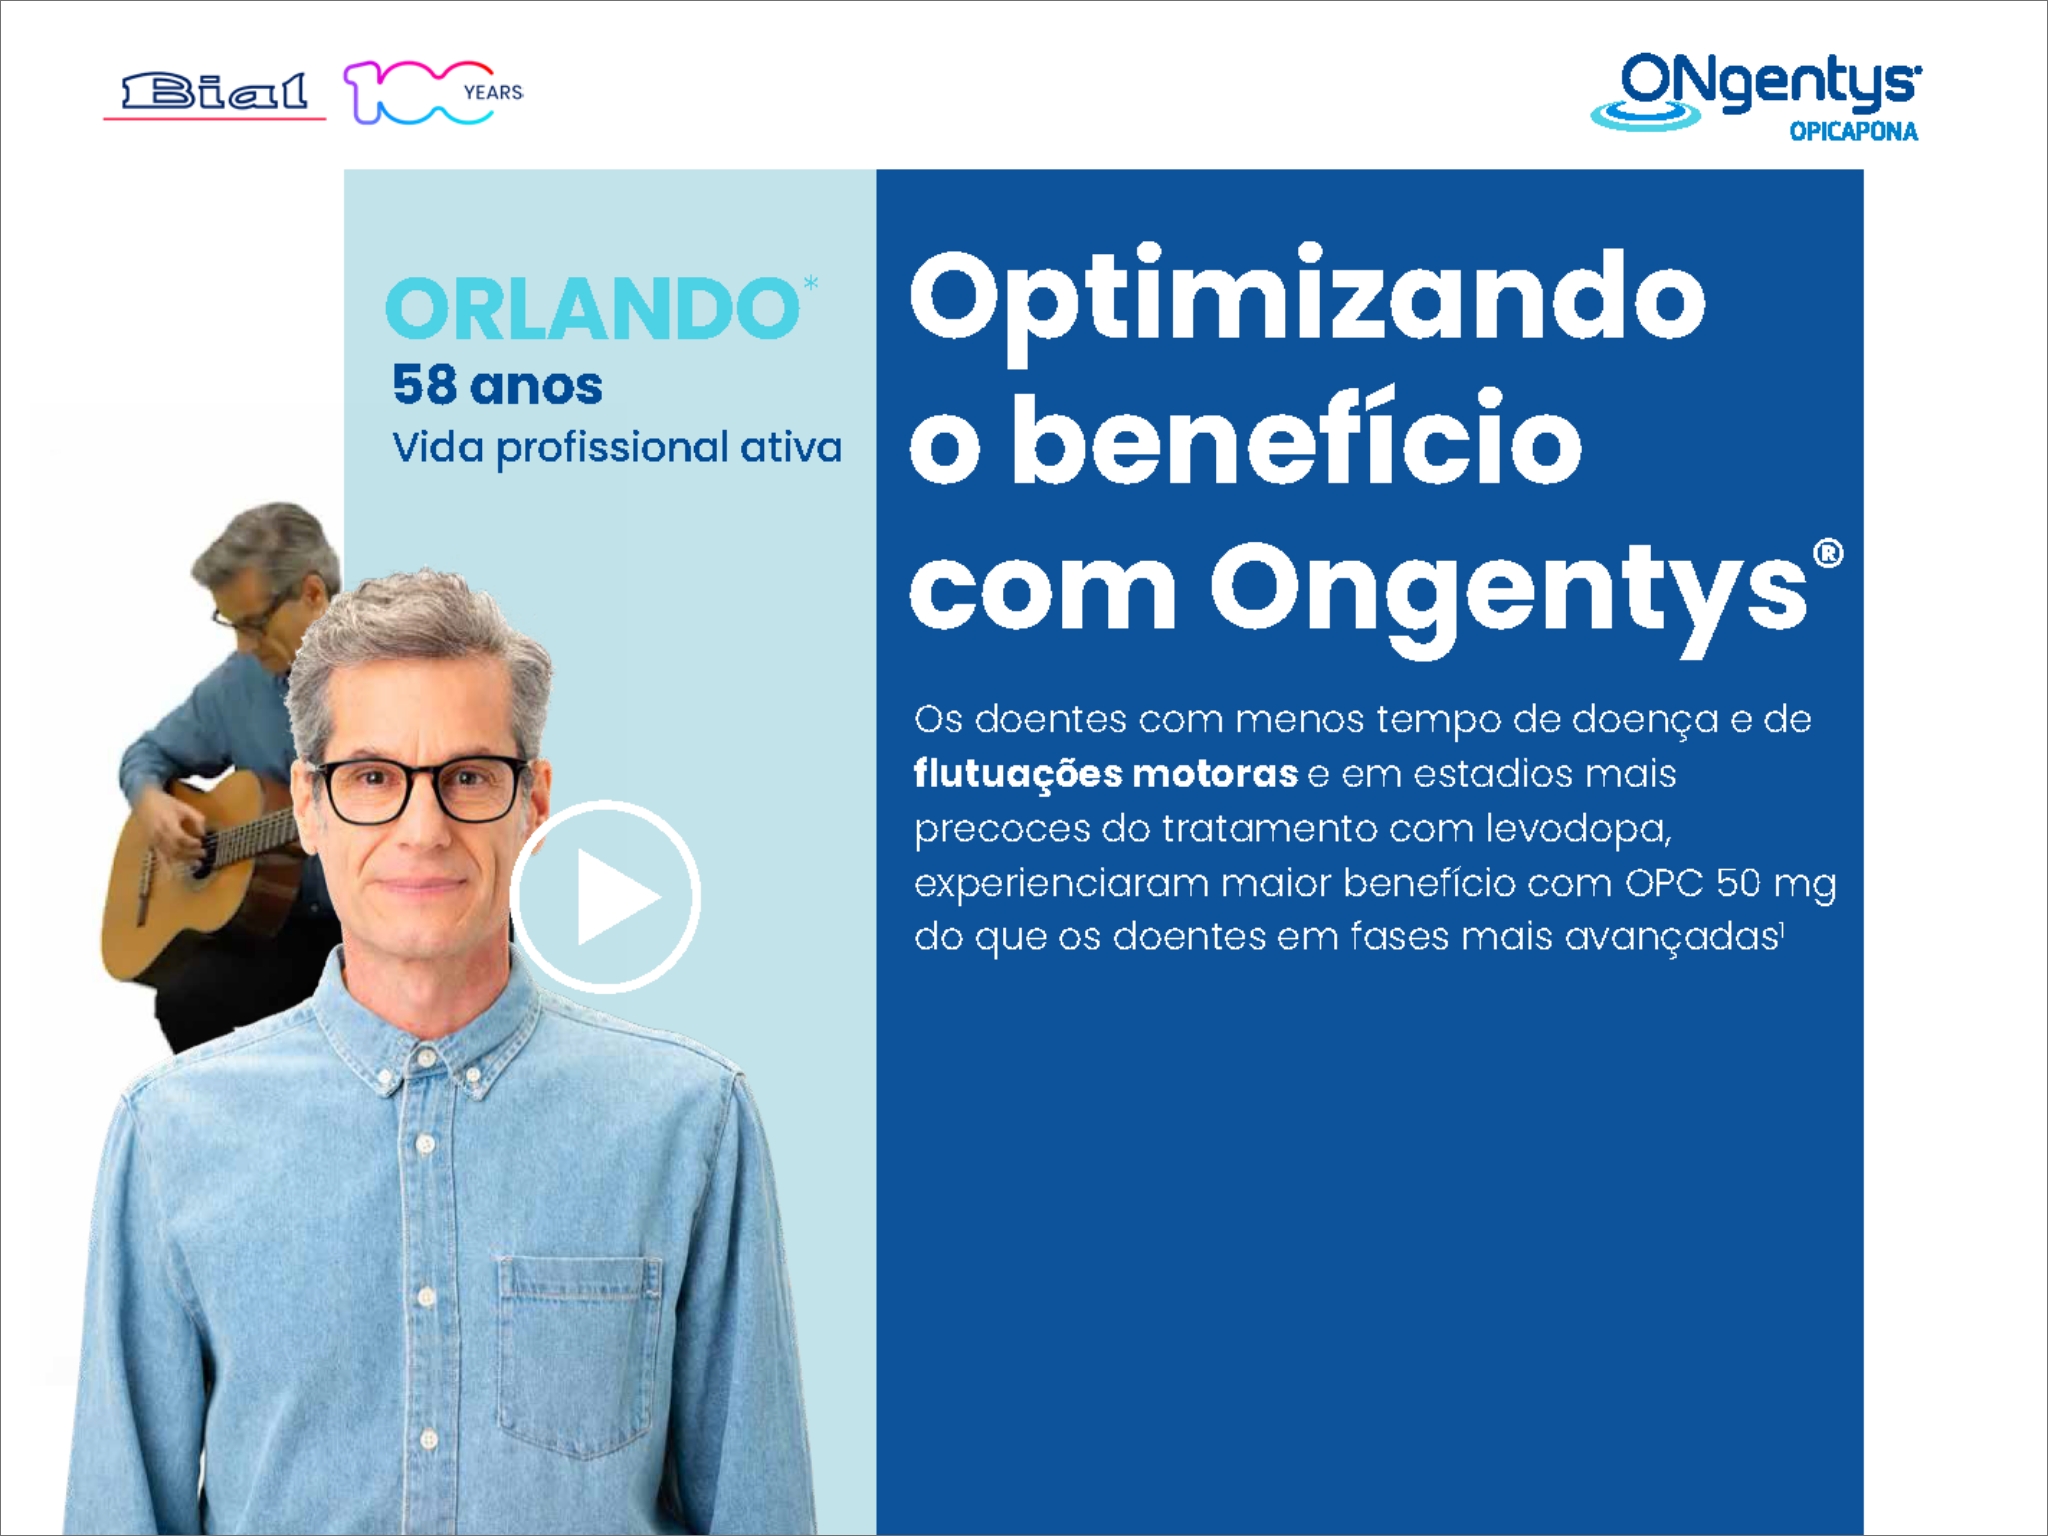 Bial
100 YEARS
ONgentys®
OPICAPONA
ORLANDO*
58 anos
Vida profissional ativa
Optimizando
o benefício
com Ongentys®
Os doentes com menos tempo de doença e de
flutuações motoras e em estadios mais
precoces do tratamento com levodopa,
experienciaram maior benefício com OPC 50 mg
do que os doentes em fases mais avançadas¹